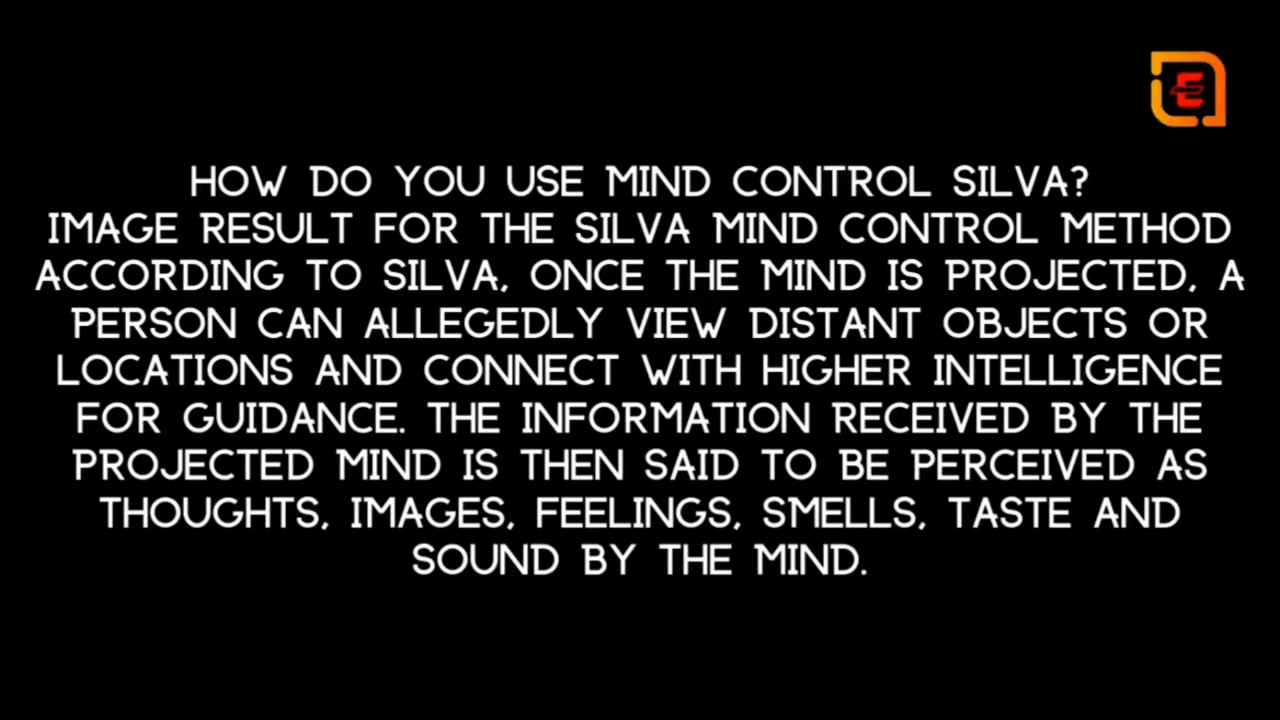 HOW DO YOU USE MIND CONTROL SILVA?
IMAGE RESULT FOR THE SILVA MIND CONTROL METHOD
ACCORDING TO SILVA, ONCE THE MIND IS PROJECTED, A
PERSON CAN ALLEGEDLY VIEW DISTANT OBJECTS OR
LOCATIONS AND CONNECT WITH HIGHER INTELLIGENCE
FOR GUIDANCE. THE INFORMATION RECEIVED BY THE
PROJECTED MIND IS THEN SAID TO BE PERCEIVED AS
THOUGHTS, IMAGES, FEELINGS, SMELLS, TASTE AND
SOUND BY THE MIND.
E